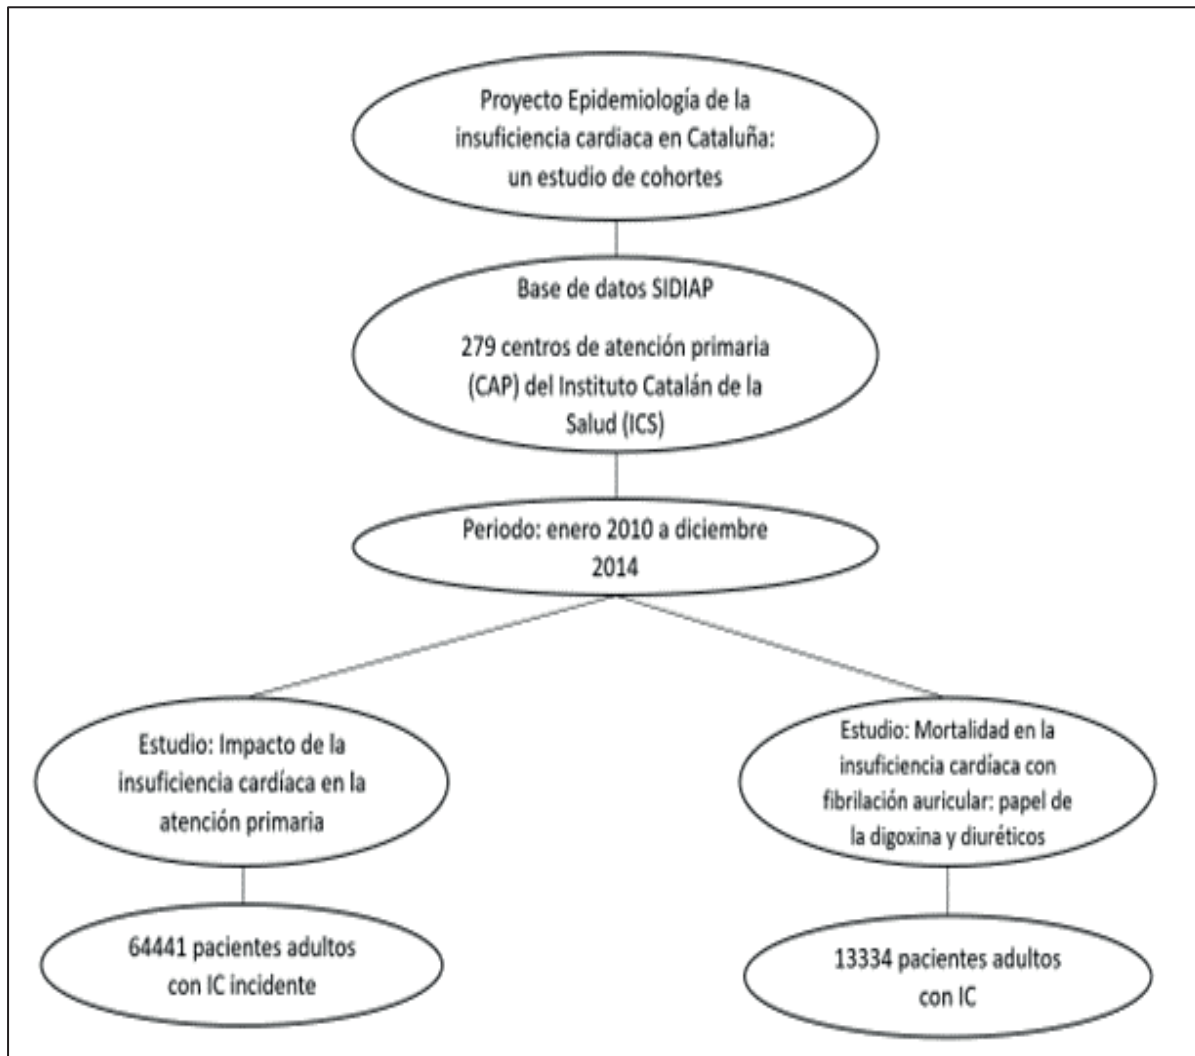 Proyecto Epidemiología de la
insuficiencia cardiaca en Cataluña:
un estudio de cohortes
Base de datos SIDIAP
279 centros de atención primaria
(CAP) del Instituto Catalán de la
Salud (ICS)
Periodo: enero 2010 a diciembre
2014
Estudio: Impacto de la
insuficiencia cardíaca en la
atención primaria
64441 pacientes adultos
con IC incidente
Estudio: Mortalidad en la
insuficiencia cardíaca con
fibrilación auricular: papel de
la digoxina y diuréticos
13334 pacientes adultos
con IC